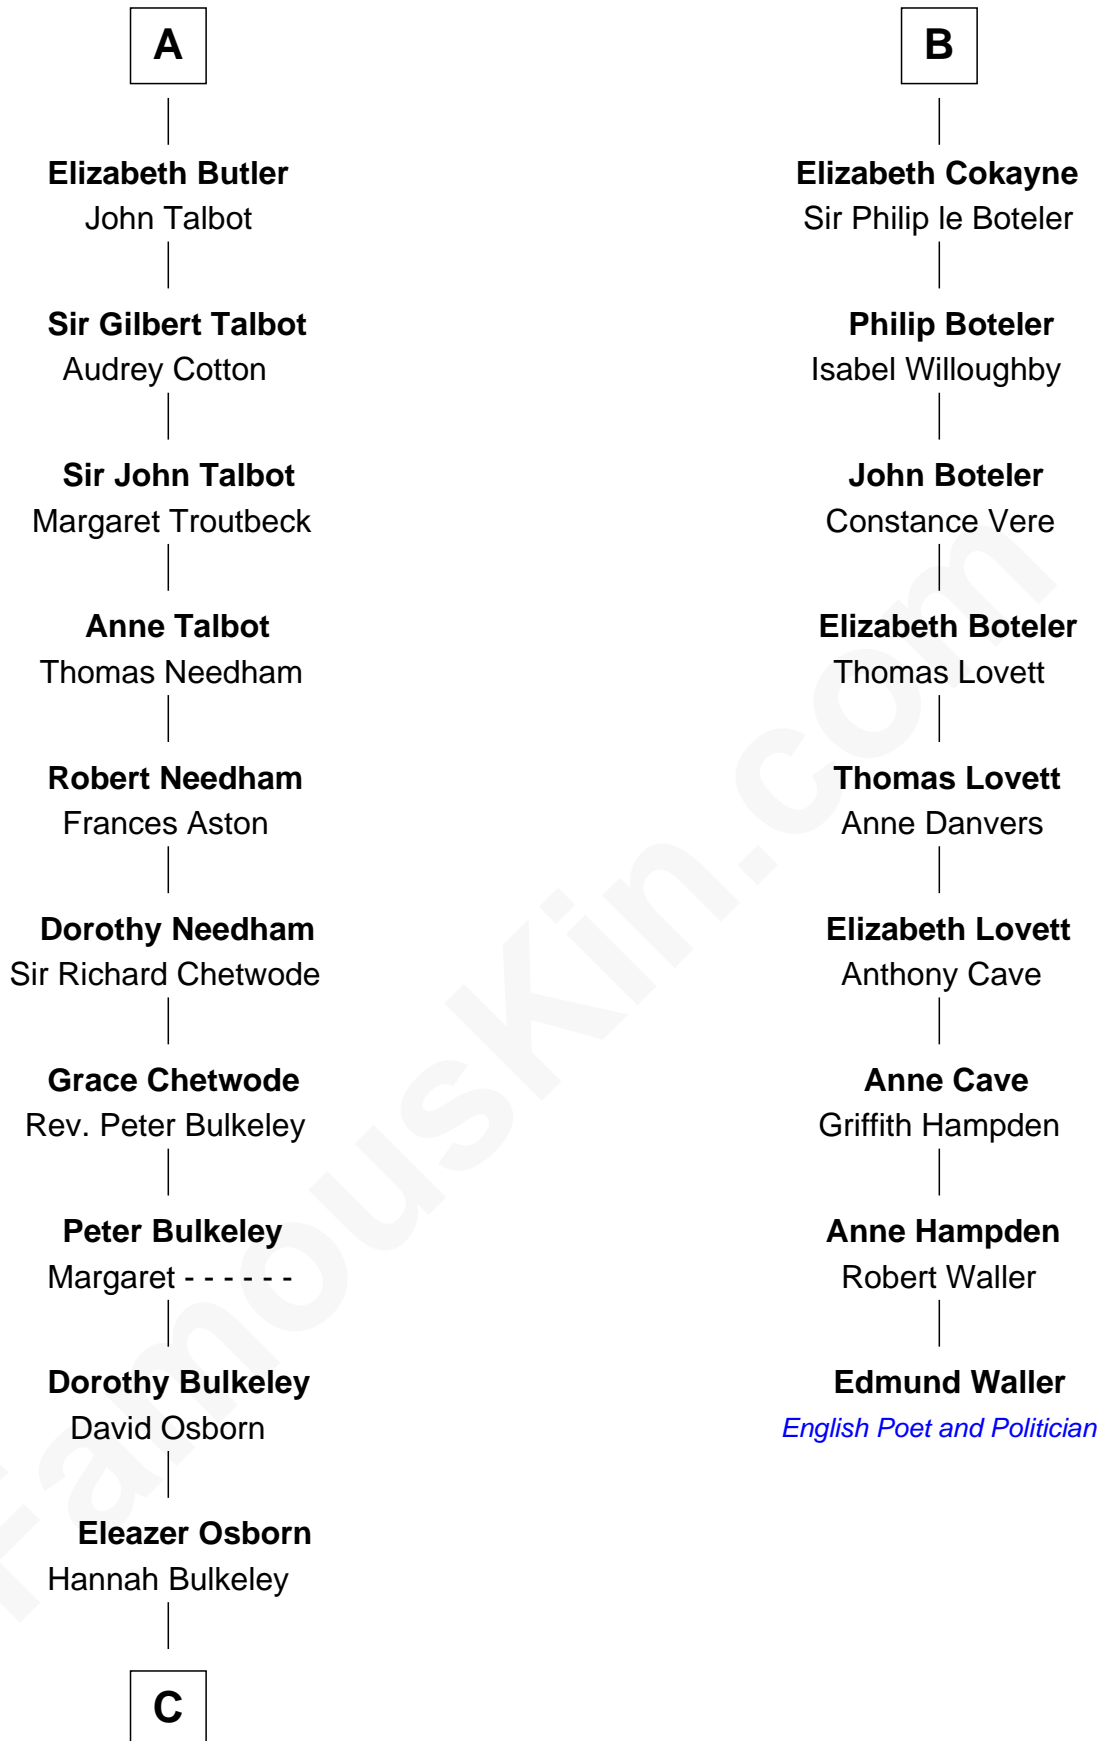 A
Elizabeth Butler
John Talbot
Sir Gilbert Talbot
Audrey Cotton
Sir John Talbot
Margaret Troutbeck
Anne Talbot
Thomas Needham
Robert Needham
Frances Aston
Dorothy Needham
Sir Richard Chetwode
Grace Chetwode
Rev. Peter Bulkeley
Peter Bulkeley
Margaret - - - - - -
Dorothy Bulkeley
David Osborn
Eleazer Osborn
Hannah Bulkeley
C
B
Elizabeth Cokayne
Sir Philip le Boteler
Philip Boteler
Isabel Willoughby
John Boteler
Constance Vere
Elizabeth Boteler
Thomas Lovett
Thomas Lovett
Anne Danvers
Elizabeth Lovett
Anthony Cave
Anne Cave
Griffith Hampden
Anne Hampden
Robert Waller
Edmund Waller
English Poet and Politician
FamousKin.com